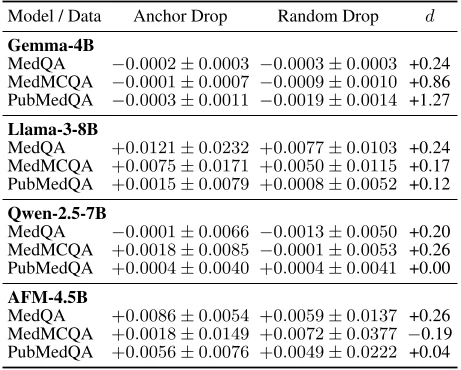 Model / Data Anchor Drop Random Drop d
Gemma-4B
MedQA −0.0002 ± 0.0003 −0.0003 ± 0.0003 +0.24
MedMCQA −0.0001 ± 0.0007 −0.0009 ± 0.0010 +0.86
PubMedQA −0.0003 ± 0.0011 −0.0019 ± 0.0014 +1.27
Llama-3-8B
MedQA +0.0121 ± 0.0232 +0.0077 ± 0.0103 +0.24
MedMCQA +0.0075 ± 0.0171 +0.0050 ± 0.0115 +0.17
PubMedQA +0.0015 ± 0.0079 +0.0008 ± 0.0052 +0.12
Qwen-2.5-7B
MedQA −0.0001 ± 0.0066 −0.0013 ± 0.0050 +0.20
MedMCQA +0.0018 ± 0.0085 −0.0001 ± 0.0053 +0.26
PubMedQA +0.0004 ± 0.0040 +0.0004 ± 0.0041 +0.00
AFM-4.5B
MedQA +0.0086 ± 0.0054 +0.0059 ± 0.0137 +0.26
MedMCQA +0.0018 ± 0.0149 +0.0072 ± 0.0377 −0.19
PubMedQA +0.0056 ± 0.0076 +0.0049 ± 0.0222 +0.04